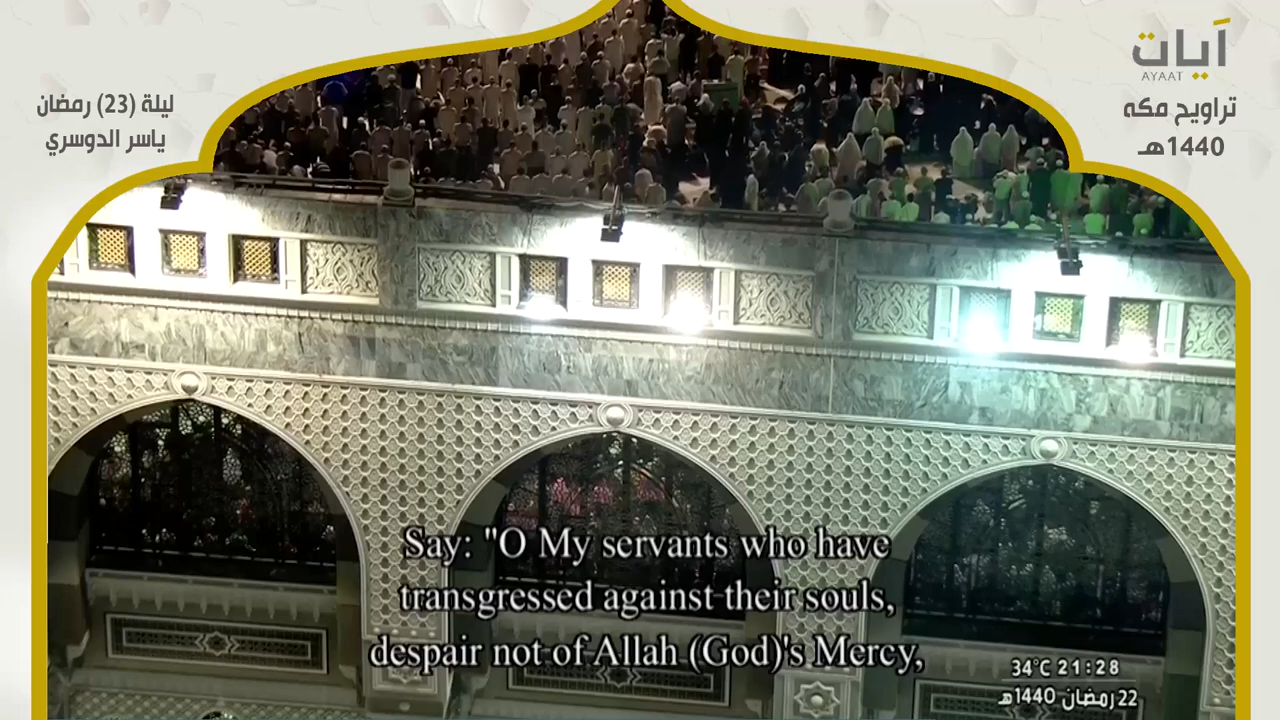 آيات
AYAAT
تراويح مكه
1440هـ
ليلة (23) رمضان
ياسر الدوسري
Say: "O My servants who have
transgressed against their souls,
despair not of Allah (God)'s Mercy,
34°C 21:28
22 رمضان 1440هـ